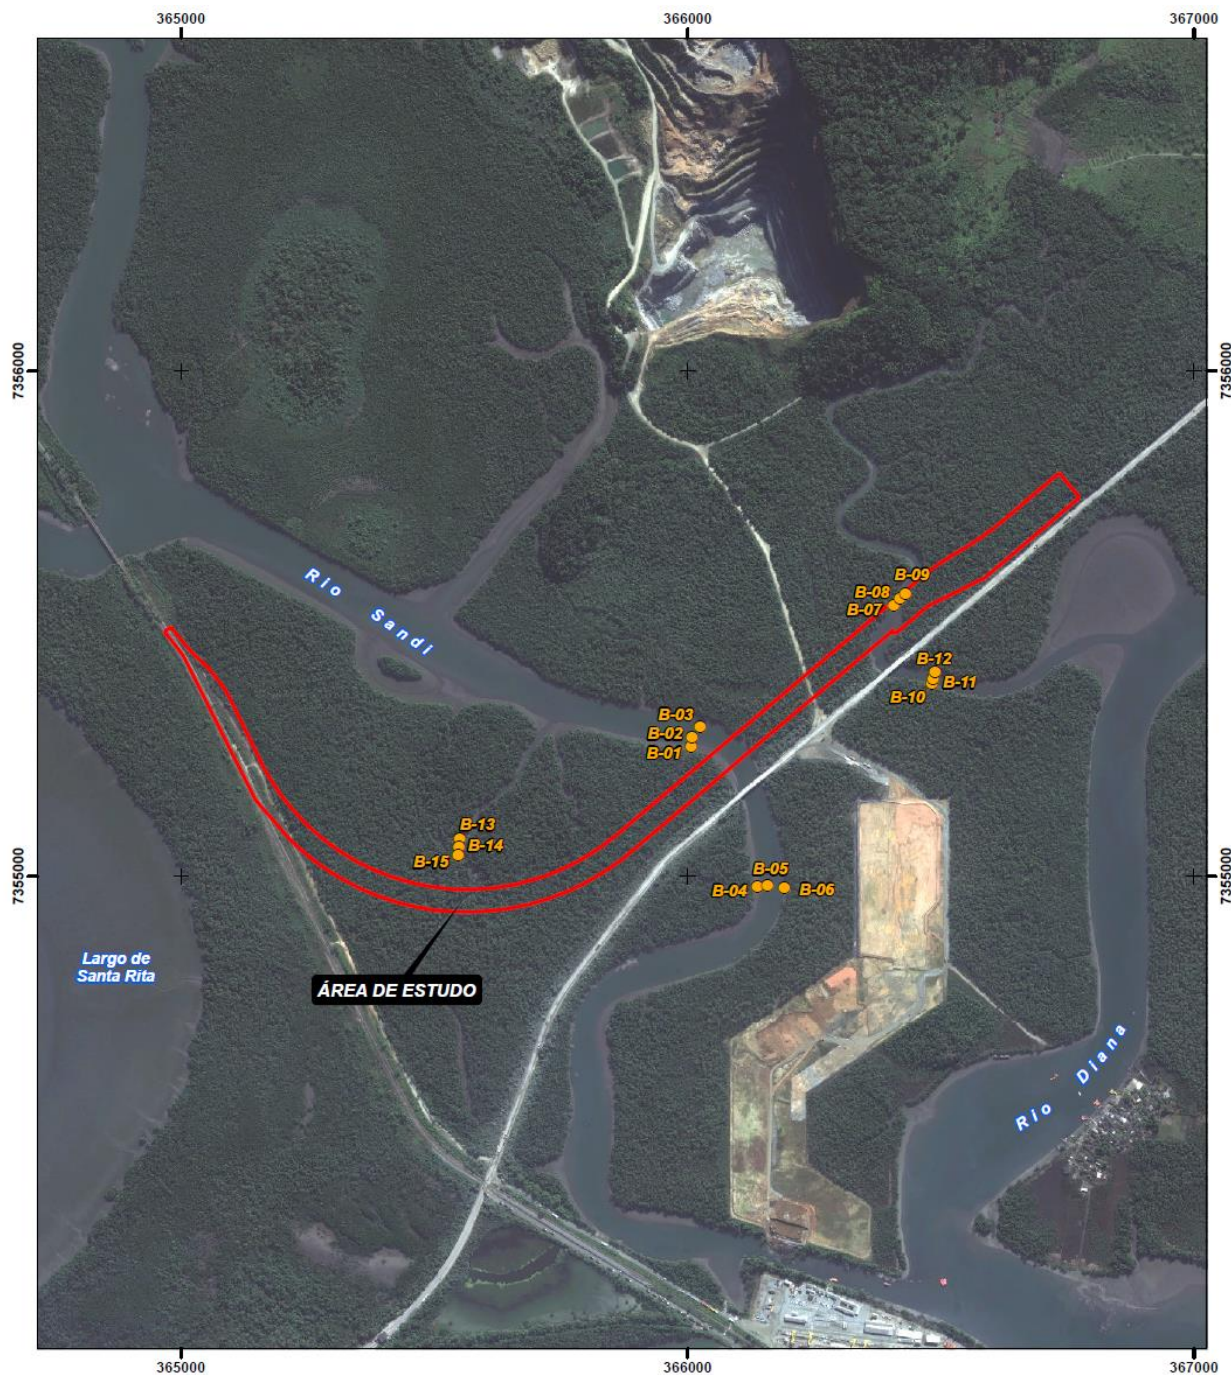 365000
366000
367000
7356000
7356000
B-09
B-08
B-07
Rio Sandi
B-12
B-11
B-10
B-03
B-02
B-01
B-13
B-14
B-15
7355000
7355000
B-05
B-04
B-06
Largo de
Santa Rita
ÁREA DE ESTUDO
Rio Diana
365000
366000
367000